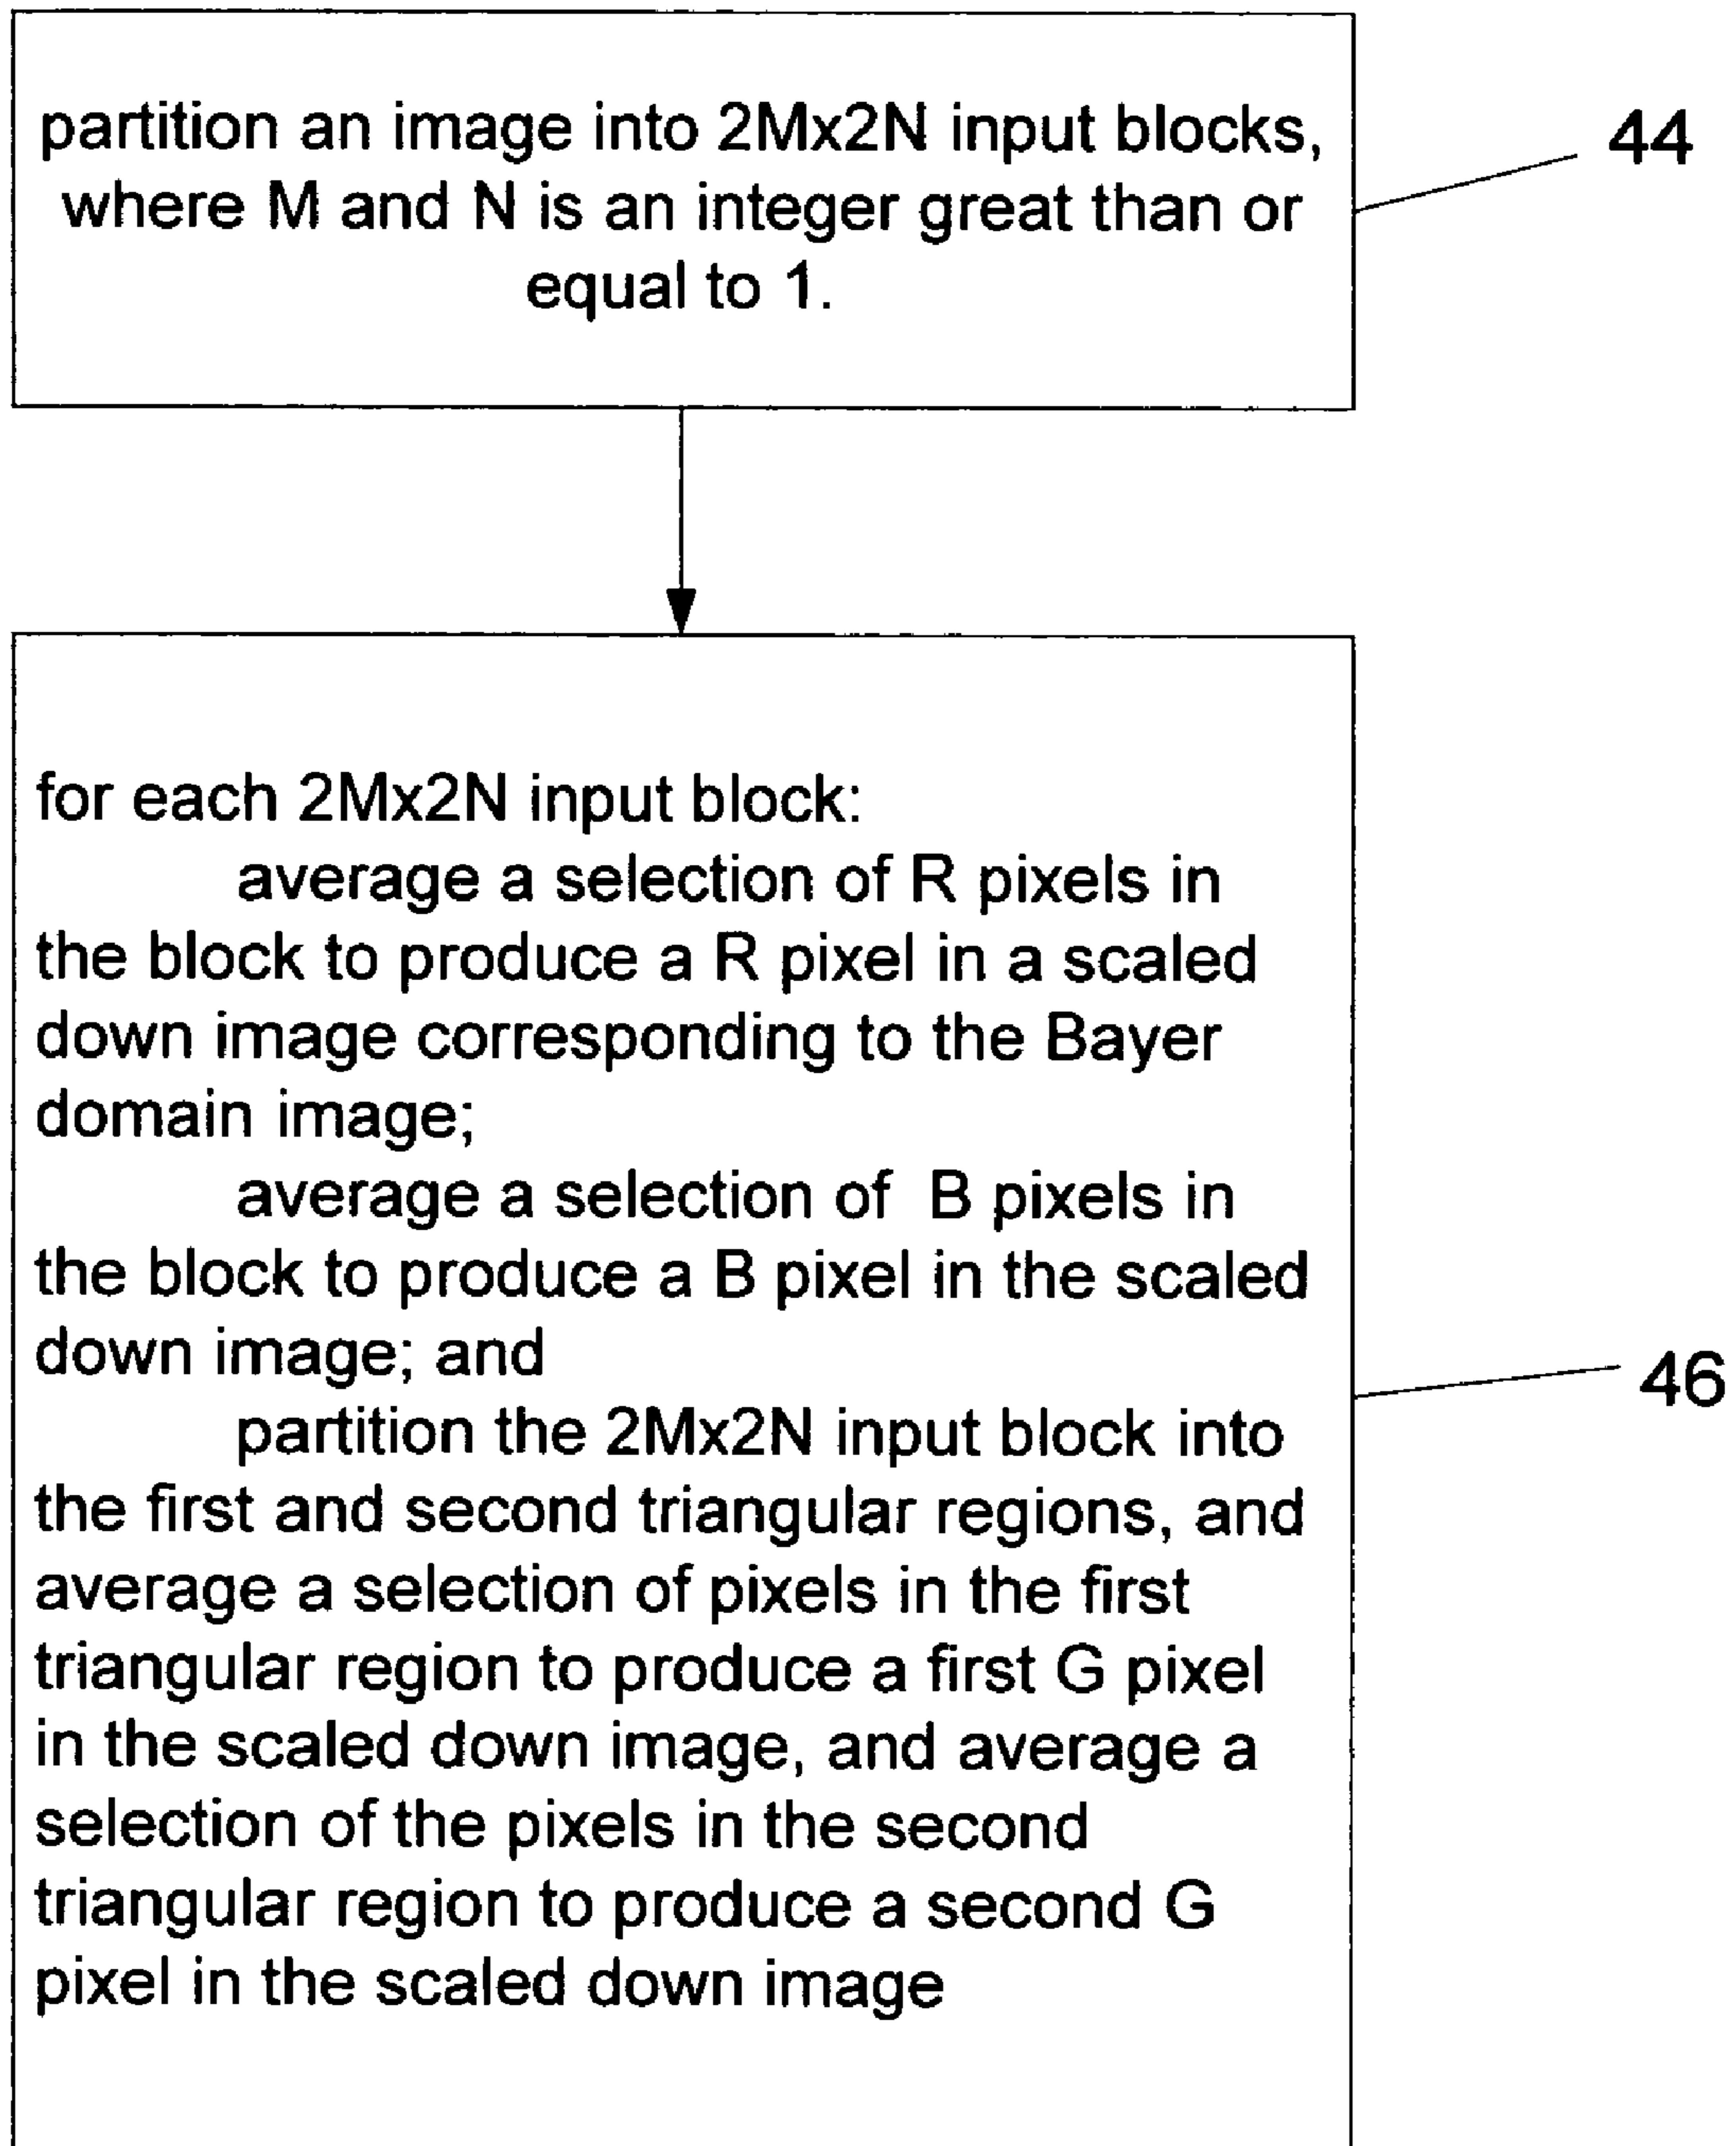 partition an image into 2Mx2N input blocks,
where M and N is an integer great than or
equal to 1.
44
for each 2Mx2N input block:
average a selection of R pixels in
the block to produce a R pixel in a scaled
down image corresponding to the Bayer
domain image;
average a selection of B pixels in
the block to produce a B pixel in the scaled
down image; and
partition the 2Mx2N input block into
the first and second triangular regions, and
average a selection of pixels in the first
triangular region to produce a first G pixel
in the scaled down image, and average a
selection of the pixels in the second
triangular region to produce a second G
pixel in the scaled down image
46